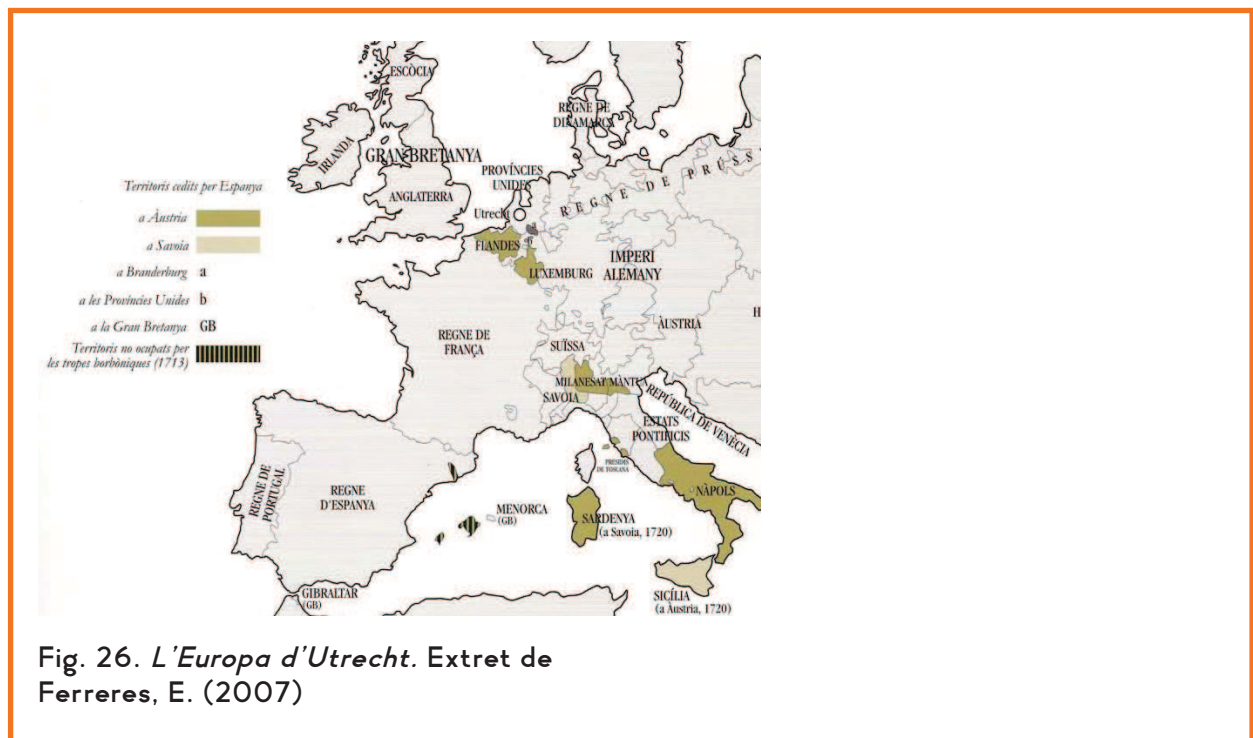 ESCÒCIA
REGNE DE
DINAMARCA
IRLANDA
GRAN BRETANYA
PROVÍNCIES
UNIDES
REGNE DE PRÚSS
ANGLATERRA
Utrecht
Territoris cedits per Espanya
a Àustria
a Savoia
a Branderburg a
a les Províncies Unides b
a la Gran Bretanya GB
Territoris no ocupats per
les tropes borbòniques (1713)
FLANDES
LUXEMBURG
IMPERI
ALEMANY
H
ÀUSTRIA
REGNE DE
FRANÇA
SUÏSSA
MILANESAT MÀNTUA
SAVOIA
REPÚBLICA DE VENÈCIA
ESTATS
PONTIFICIS
PRESIDIS
DE TOSCANA
REGNE DE
PORTUGAL
REGNE
D'ESPANYA
MENORCA
(GB)
NÀPOLS
SARDENYA
(a Savoia, 1720)
GIBRALTAR
(GB)
SICÍLIA
(a Àustria, 1720)
Fig. 26. L'Europa d'Utrecht. Extret de
Ferreres, E. (2007)